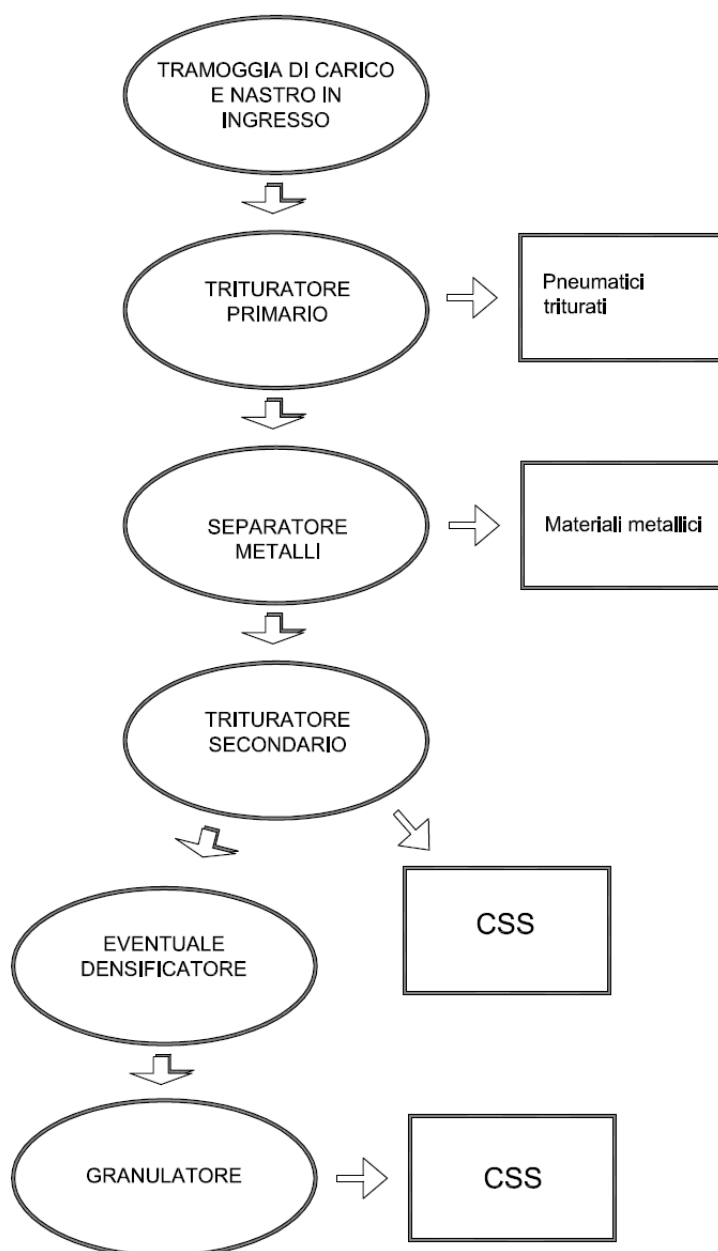 TRAMOGGIA DI CARICO
E NASTRO IN
INGRESSO
TRITURATORE
PRIMARIO
Pneumatici
triturati
SEPARATORE
METALLI
Materiali metallici
TRITURATORE
SECONDARIO
CSS
EVENTUALE
DENSIFICATORE
GRANULATORE
CSS